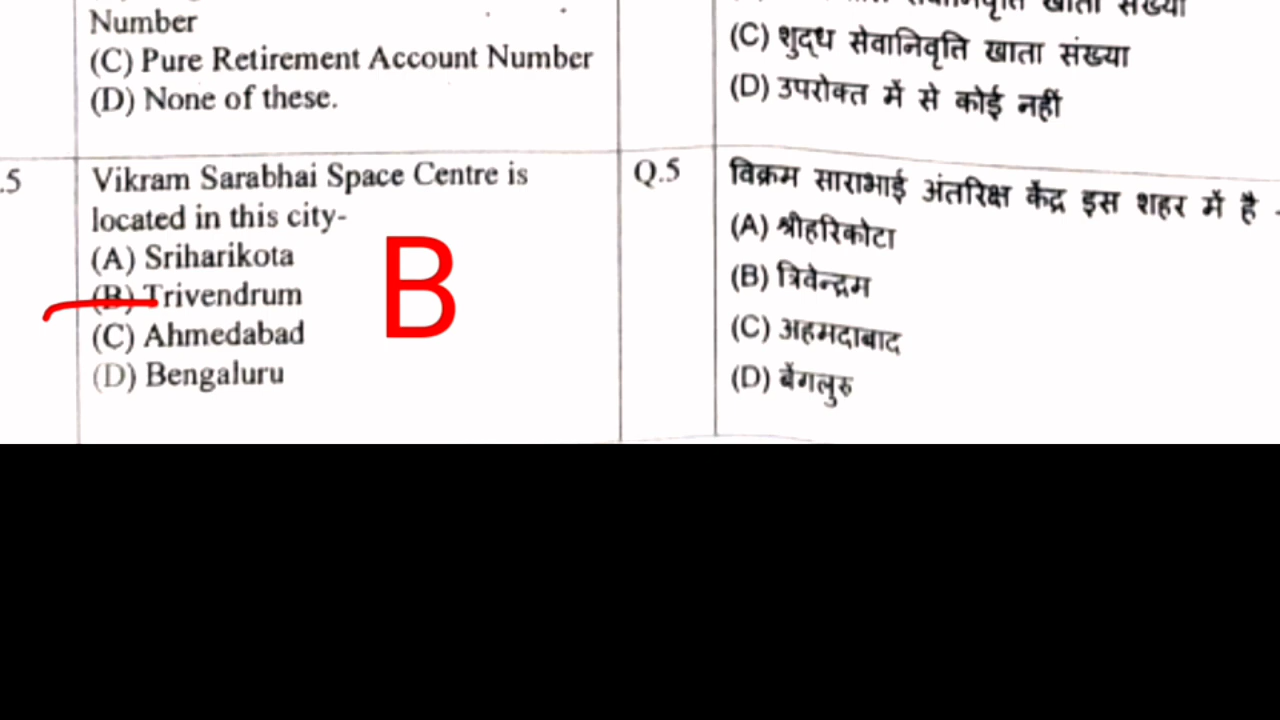 Number
(C) Pure Retirement Account Number
(D) None of these.
.5
Vikram Sarabhai Space Centre is
located in this city-
(A) Sriharikota
(B) Trivendrum
(C) Ahmedabad
(D) Bengaluru
B
खाता संख्या
(C) शुद्ध सेवानिवृति खाता संख्या
(D) उपरोक्त में से कोई नहीं
Q.5
विक्रम साराभाई अंतरिक्ष केंद्र इस शहर में है -
(A) श्रीहरिकोटा
(B) त्रिवेन्द्रम
(C) अहमदाबाद
(D) बेंगलुरु